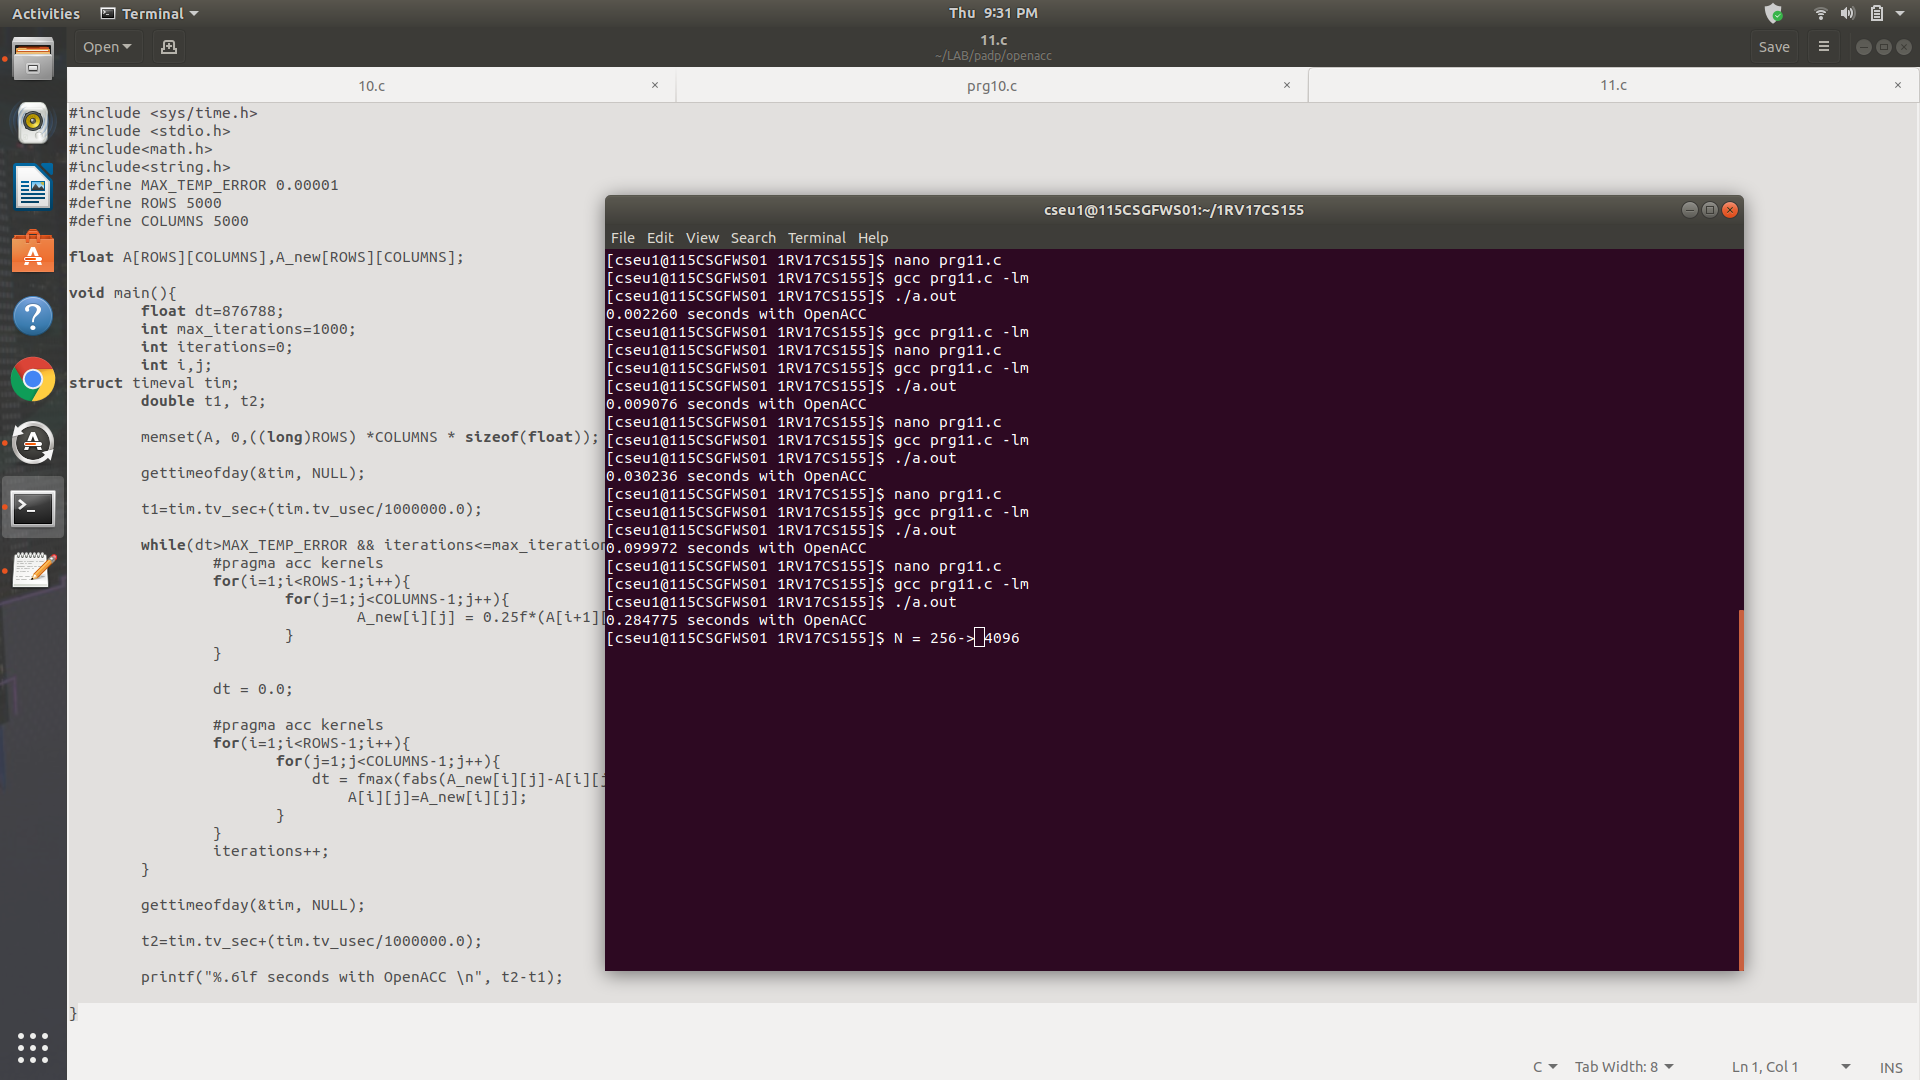 Activities Terminal Thu 9:31 PM
Open 11.c Save
~/LAB/padp/openacc
10.c × prg10.c × 11.c ×
#include <sys/time.h>
#include <stdio.h>
#include<math.h>
#include<string.h>
#define MAX_TEMP_ERROR 0.00001
#define ROWS 5000
#define COLUMNS 5000
float A[ROWS][COLUMNS],A_new[ROWS][COLUMNS];
void main(){
float dt=876788;
int max_iterations=1000;
int iterations=0;
int i,j;
struct timeval tim;
double t1, t2;
memset(A, 0,((long)ROWS) *COLUMNS * sizeof(float));
gettimeofday(&tim, NULL);
t1=tim.tv_sec+(tim.tv_usec/1000000.0);
while(dt>MAX_TEMP_ERROR && iterations<=max_iteration
#pragma acc kernels
for(i=1;i<ROWS-1;i++){
for(j=1;j<COLUMNS-1;j++){
A_new[i][j] = 0.25f*(A[i+1][
}
}
dt = 0.0;
#pragma acc kernels
for(i=1;i<ROWS-1;i++){
for(j=1;j<COLUMNS-1;j++){
dt = fmax(fabs(A_new[i][j]-A[i][j
A[i][j]=A_new[i][j];
}
}
iterations++;
}
gettimeofday(&tim, NULL);
t2=tim.tv_sec+(tim.tv_usec/1000000.0);
printf("%.6lf seconds with OpenACC \n", t2-t1);
}
cseu1@115CSGFWS01:~/1RV17CS155
File Edit View Search Terminal Help
[cseu1@115CSGFWS01 1RV17CS155]$ nano prg11.c
[cseu1@115CSGFWS01 1RV17CS155]$ gcc prg11.c -lm
[cseu1@115CSGFWS01 1RV17CS155]$ ./a.out
0.002260 seconds with OpenACC
[cseu1@115CSGFWS01 1RV17CS155]$ gcc prg11.c -lm
[cseu1@115CSGFWS01 1RV17CS155]$ nano prg11.c
[cseu1@115CSGFWS01 1RV17CS155]$ gcc prg11.c -lm
[cseu1@115CSGFWS01 1RV17CS155]$ ./a.out
0.009076 seconds with OpenACC
[cseu1@115CSGFWS01 1RV17CS155]$ nano prg11.c
[cseu1@115CSGFWS01 1RV17CS155]$ gcc prg11.c -lm
[cseu1@115CSGFWS01 1RV17CS155]$ ./a.out
0.030236 seconds with OpenACC
[cseu1@115CSGFWS01 1RV17CS155]$ nano prg11.c
[cseu1@115CSGFWS01 1RV17CS155]$ gcc prg11.c -lm
[cseu1@115CSGFWS01 1RV17CS155]$ ./a.out
0.099972 seconds with OpenACC
[cseu1@115CSGFWS01 1RV17CS155]$ nano prg11.c
[cseu1@115CSGFWS01 1RV17CS155]$ gcc prg11.c -lm
[cseu1@115CSGFWS01 1RV17CS155]$ ./a.out
0.284775 seconds with OpenACC
[cseu1@115CSGFWS01 1RV17CS155]$ N = 256-> 4096
C Tab Width: 8 Ln 1, Col 1 INS